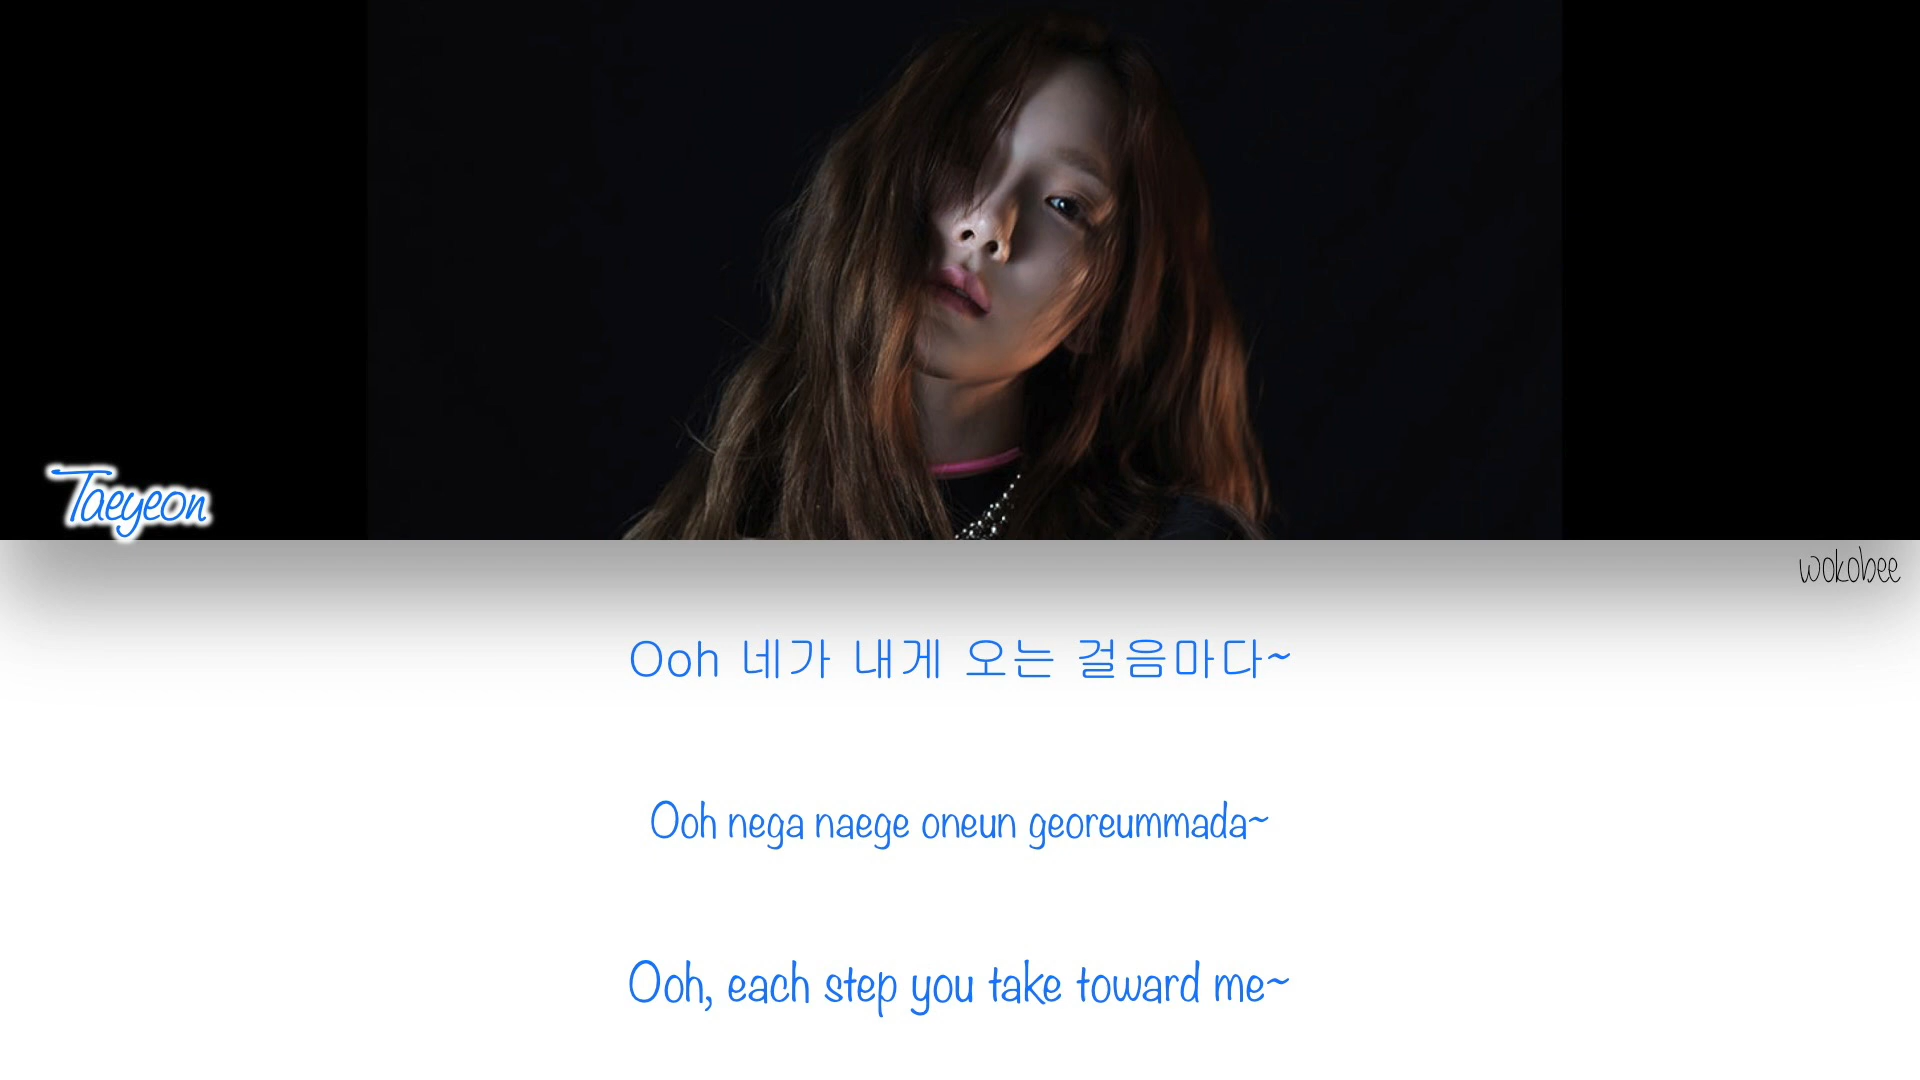 Taeyeon
wokobee
Ooh 네가 내게 오는 걸음마다~
Ooh nega naege oneun georeummada~
Ooh, each step you take toward me~